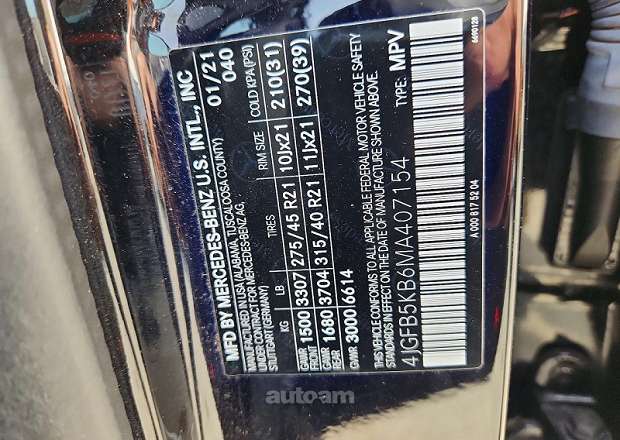 MFD BY MERCEDES-BENZ U.S. INTL., INC
MANUFACTURED IN USA (ALABAMA, TUSCALOOSA COUNTY) 01/21
UNDER CONTRACT FOR MERCEDES-BENZ AG, 040
STUTTGART (GERMANY)
KG LB TIRES RIM SIZE COLD KPA (PSI)
GAWR FRONT 1500 3307 275/45 R21 10Jx21 210(31)
GAWR REAR 1680 3704 315/40 R21 11Jx21 270(39)
GVWR 3000 6614
THIS VEHICLE CONFORMS TO ALL APPLICABLE FEDERAL MOTOR VEHICLE SAFETY
STANDARDS IN EFFECT ON THE DATE OF MANUFACTURE SHOWN ABOVE.
4JGFB5KB6MA407154 TYPE: MPV
A 000 817 52 04
autoam